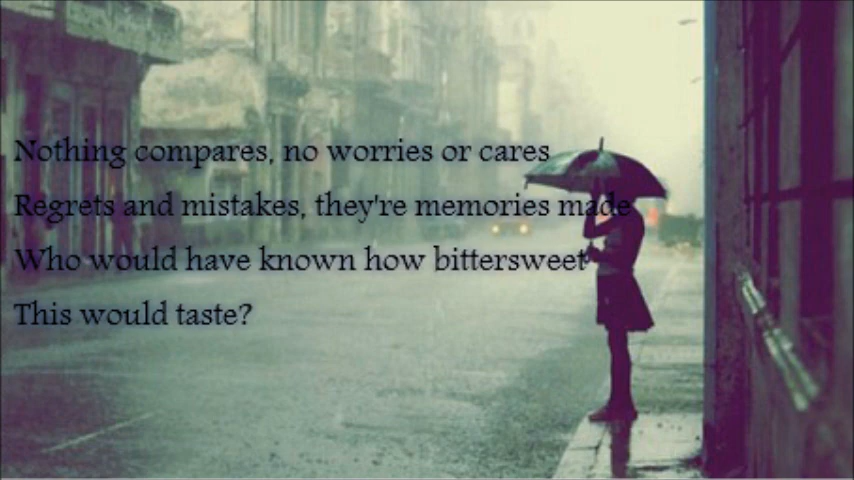 Nothing compares, no worries or cares
Regrets and mistakes, they're memories made
Who would have known how bittersweet
This would taste?